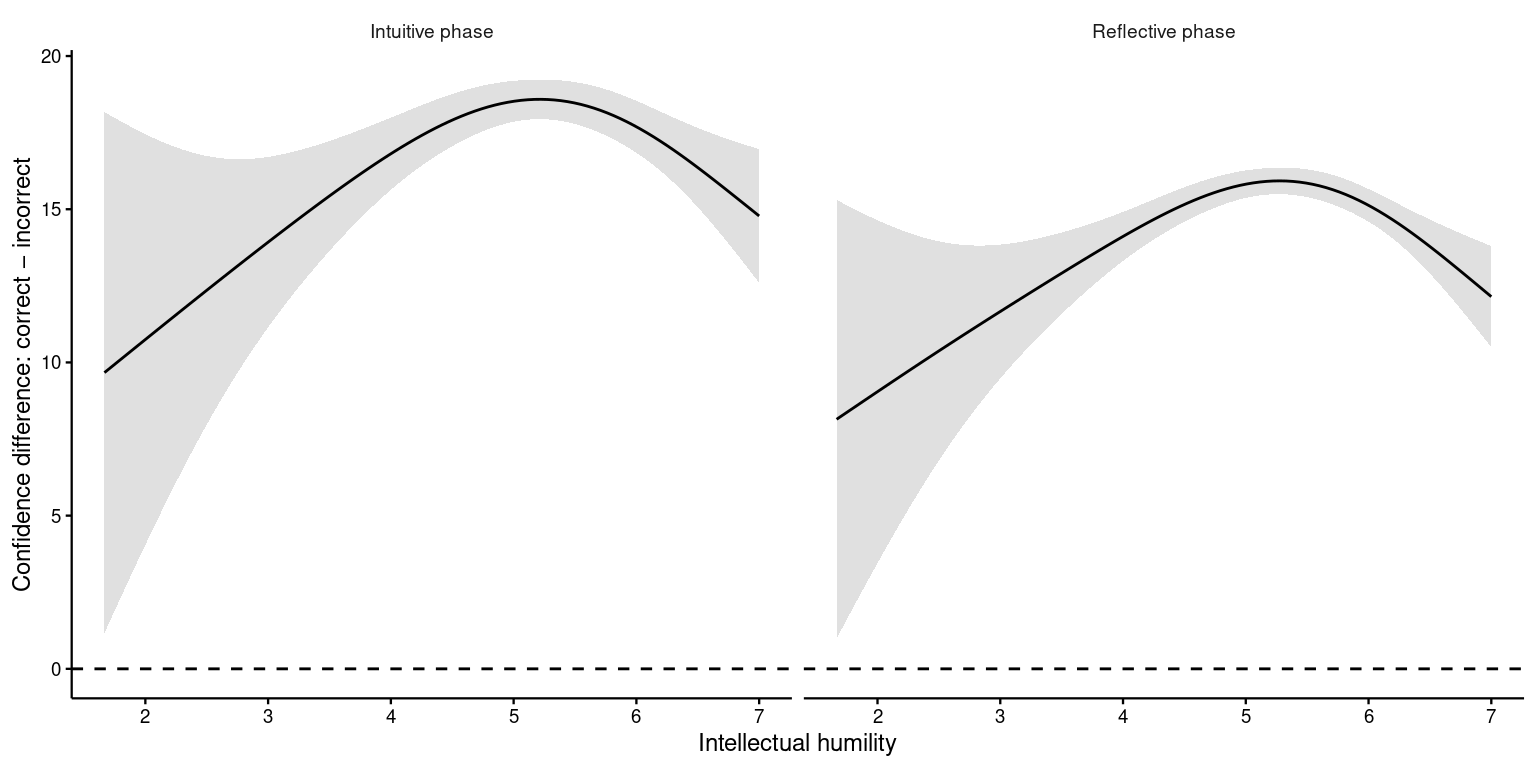 Intuitive phase
Reflective phase
Confidence difference: correct – incorrect
20
15
10
5
0
2 3 4 5 6 7
2 3 4 5 6 7
Intellectual humility